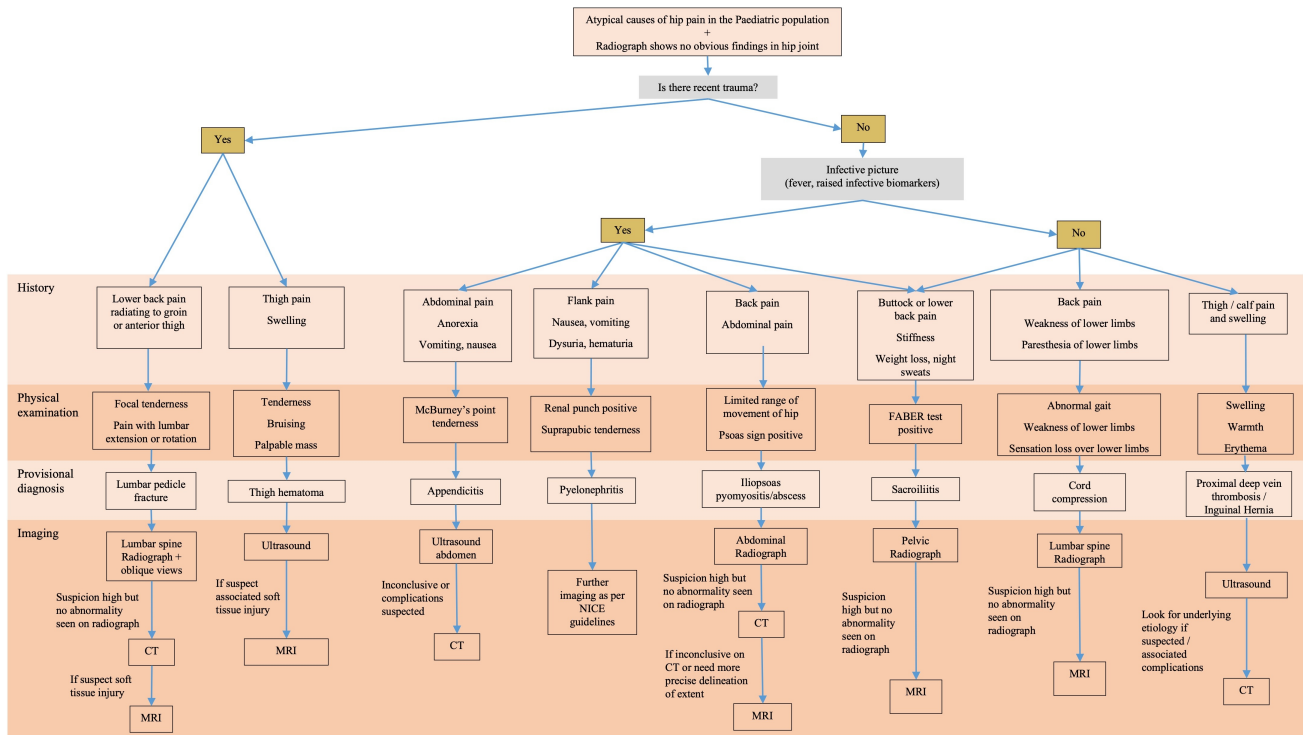 Atypical causes of hip pain in the Paediatric population
+
Radiograph shows no obvious findings in hip joint
Is there recent trauma?
Yes
No
Infective picture
(fever, raised infective biomarkers)
Yes
No
History
Lower back pain
radiating to groin
or anterior thigh
Thigh pain
Swelling
Abdominal pain
Anorexia
Vomiting, nausea
Flank pain
Nausea, vomiting
Dysuria, hematuria
Back pain
Abdominal pain
Buttock or lower
back pain
Stiffness
Weight loss, night
sweats
Back pain
Weakness of lower limbs
Paresthesia of lower limbs
Thigh / calf pain
and swelling
Physical
examination
Focal tenderness
Pain with lumbar
extension or rotation
Tenderness
Bruising
Palpable mass
McBurney's point
tenderness
Renal punch positive
Suprapubic tenderness
Limited range of
movement of hip
Psoas sign positive
FABER test
positive
Abnormal gait
Weakness of lower limbs
Sensation loss over lower limbs
Swelling
Warmth
Erythema
Provisional
diagnosis
Lumbar pedicle
fracture
Thigh hematoma
Appendicitis
Pyelonephritis
Iliopsoas
pyomyositis/abscess
Sacroiliitis
Cord
compression
Proximal deep vein
thrombosis /
Inguinal Hernia
Imaging
Lumbar spine
Radiograph +
oblique views
Suspicion high but
no abnormality
seen on radiograph
CT
If suspect soft
tissue injury
MRI
Ultrasound
If suspect
associated soft
tissue injury
MRI
Ultrasound
abdomen
Inconclusive or
complications
suspected
CT
Further
imaging as per
NICE
guidelines
Abdominal
Radiograph
Suspicion high but
no abnormality seen
on radiograph
CT
If inconclusive on
CT or need more
precise delineation
of extent
MRI
Pelvic
Radiograph
Suspicion
high but no
abnormality
seen on
radiograph
MRI
Lumbar spine
Radiograph
Suspicion high but
no abnormality
seen on
radiograph
MRI
Ultrasound
Look for underlying
etiology if
suspected /
associated
complications
CT